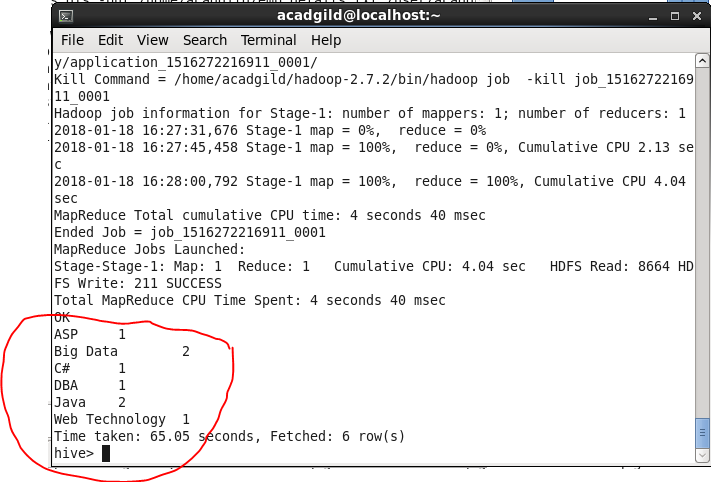 acadgild@localhost:~
File Edit View Search Terminal Help
y/application_1516272216911_0001/
Kill Command = /home/acadgild/hadoop-2.7.2/bin/hadoop job  -kill job_15162722169
11_0001
Hadoop job information for Stage-1: number of mappers: 1; number of reducers: 1
2018-01-18 16:27:31,676 Stage-1 map = 0%,  reduce = 0%
2018-01-18 16:27:45,458 Stage-1 map = 100%,  reduce = 0%, Cumulative CPU 2.13 se
c
2018-01-18 16:28:00,792 Stage-1 map = 100%,  reduce = 100%, Cumulative CPU 4.04
sec
MapReduce Total cumulative CPU time: 4 seconds 40 msec
Ended Job = job_1516272216911_0001
MapReduce Jobs Launched:
Stage-Stage-1: Map: 1  Reduce: 1   Cumulative CPU: 4.04 sec   HDFS Read: 8664 HD
FS Write: 211 SUCCESS
Total MapReduce CPU Time Spent: 4 seconds 40 msec
OK
ASP	1
Big Data	2
C#	1
DBA	1
Java	2
Web Technology	1
Time taken: 65.05 seconds, Fetched: 6 row(s)
hive>